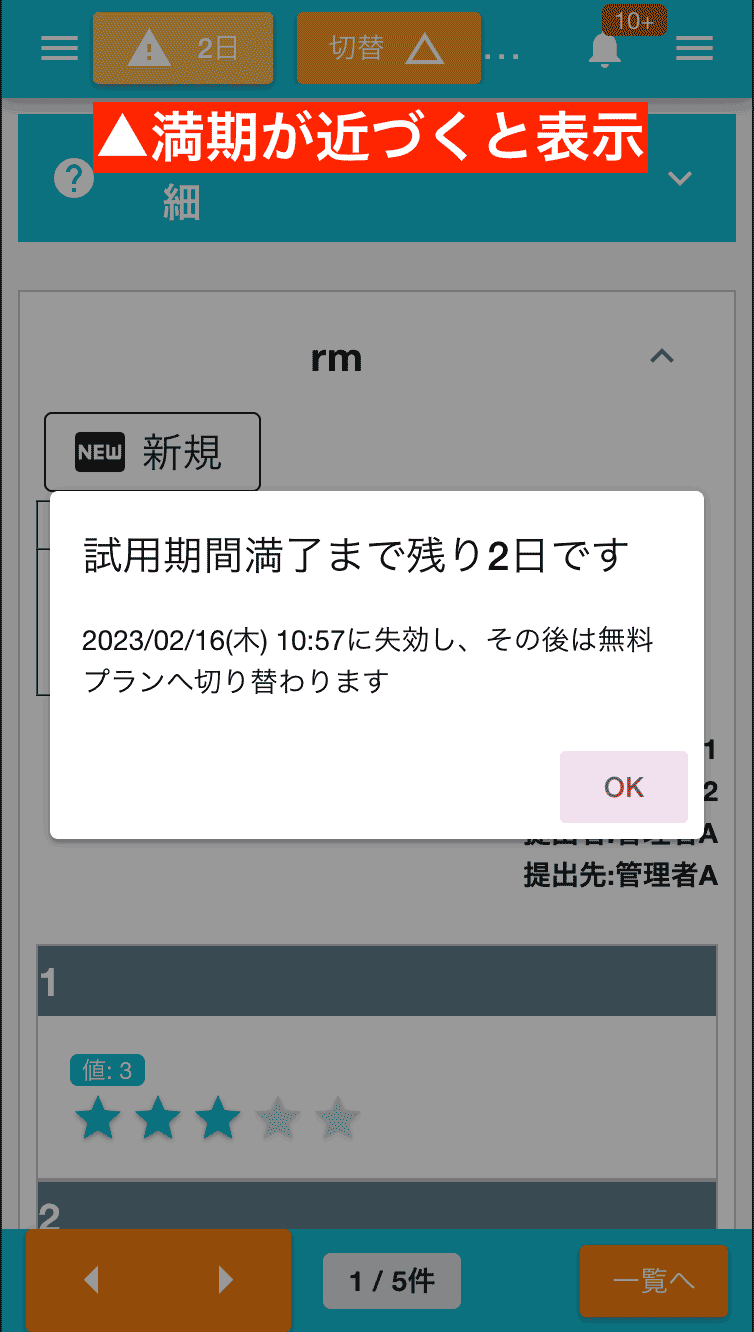 2日
切替
...
10+
▲満期が近づくと表示
?
細
rm
NEW 新規
試用期間満了まで残り2日です
2023/02/16(木) 10:57に失効し、その後は無料
プランへ切り替わります
1
OK
2
提出者:管理者A
提出先:管理者A
1
値: 3
2
1 / 5件
一覧へ